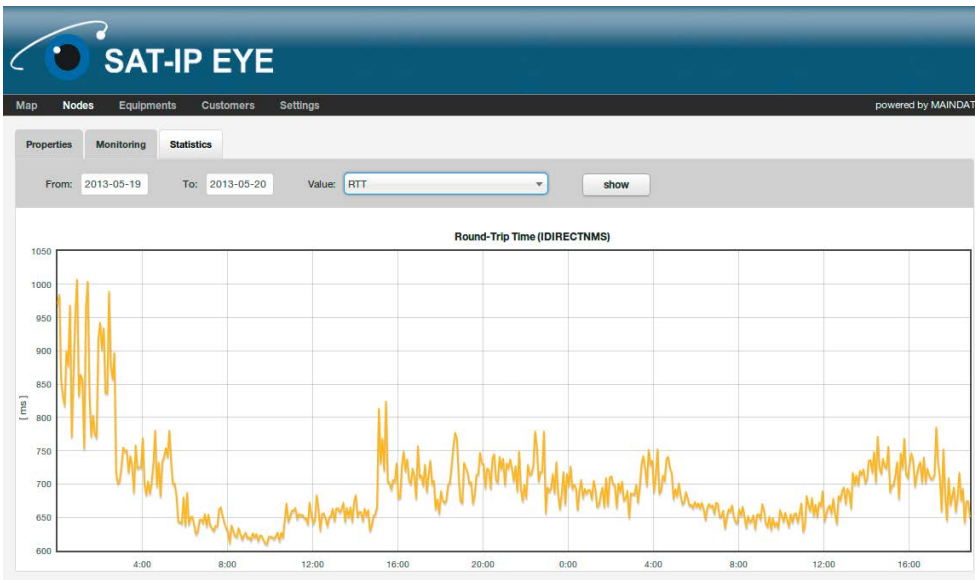 SAT-IP EYE
Map Nodes Equipments Customers Settings powered by MAINDAT
Properties Monitoring Statistics
From: 2013-05-19 To: 2013-05-20 Value: RTT show
Round-Trip Time (IDIRECTNMS)
1050
1000
950
900
850
800
750
700
650
600
[ ms ]
4:00 8:00 12:00 16:00 20:00 0:00 4:00 8:00 12:00 16:00